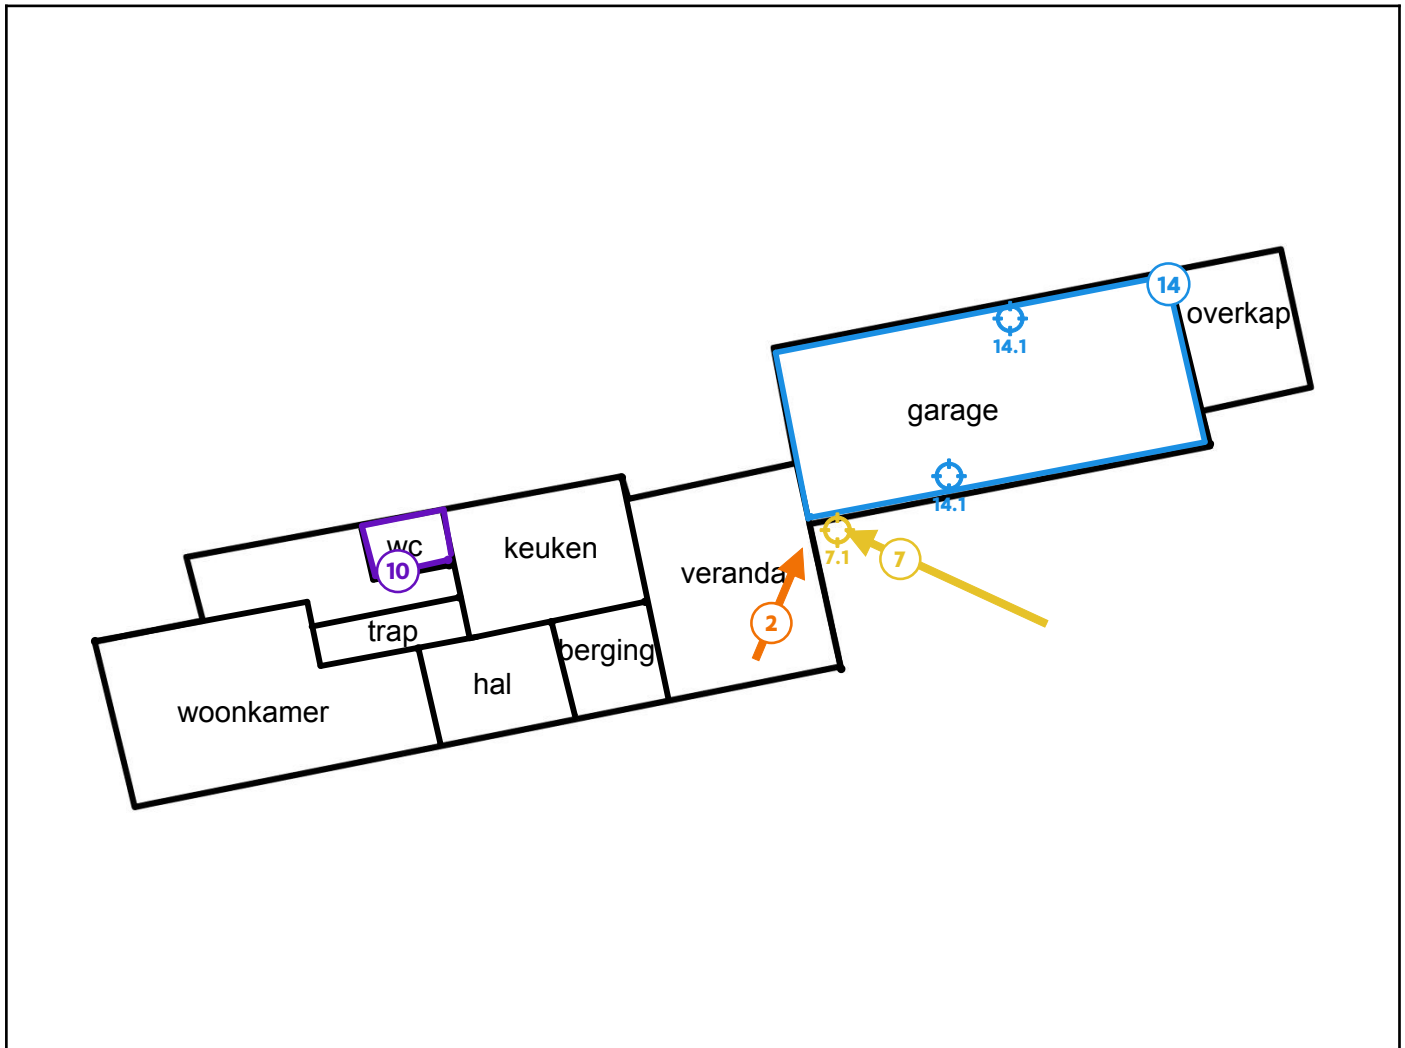 14
overkap
14.1
garage
14.1
7.1
7
wc
10
keuken
veranda
2
trap
berging
hal
woonkamer